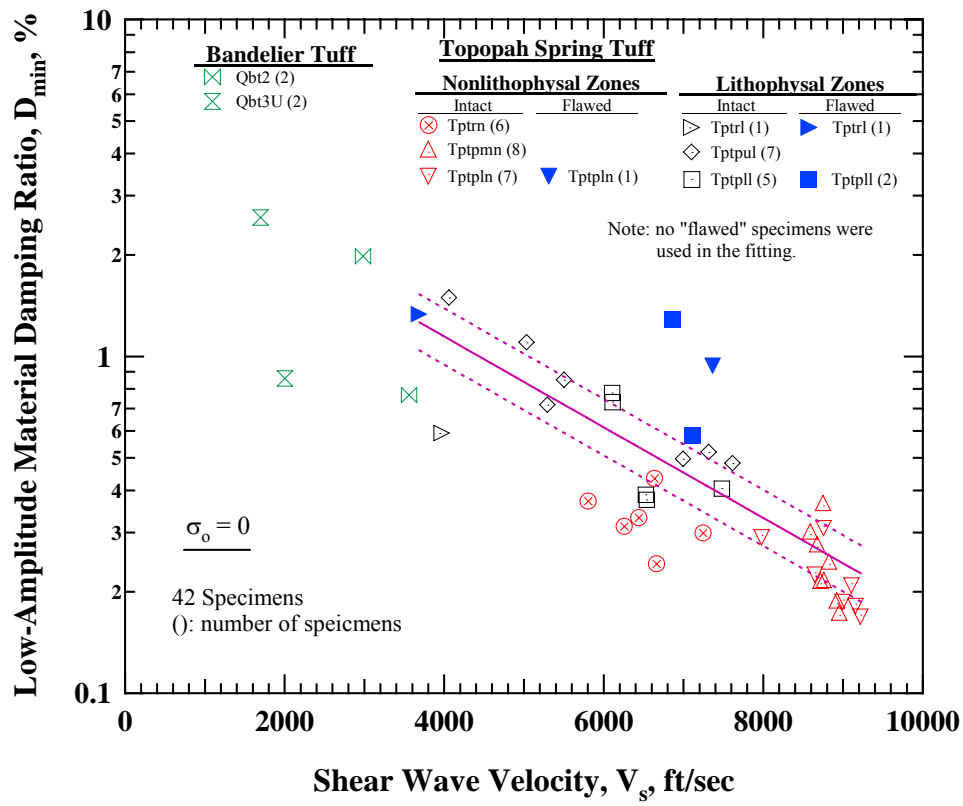 Low-Amplitude Material Damping Ratio, Dmin, %
10
7
6
5
4
3
2
1
7
6
5
4
3
2
0.1
Bandelier Tuff
Qbt2 (2)
Qbt3U (2)
Topopah Spring Tuff
Nonlithophysal Zones
Intact Flawed
Tptrn (6)
Tptpmn (8)
Tptpln (7) Tptpln (1)
Lithophysal Zones
Intact Flawed
Tptrl (1) Tptrl (1)
Tptpul (7)
Tptpll (5) Tptpll (2)
Note: no "flawed" specimens were
used in the fitting.
σo = 0
42 Specimens
(): number of speicmens
0 2000 4000 6000 8000 10000
Shear Wave Velocity, Vs, ft/sec